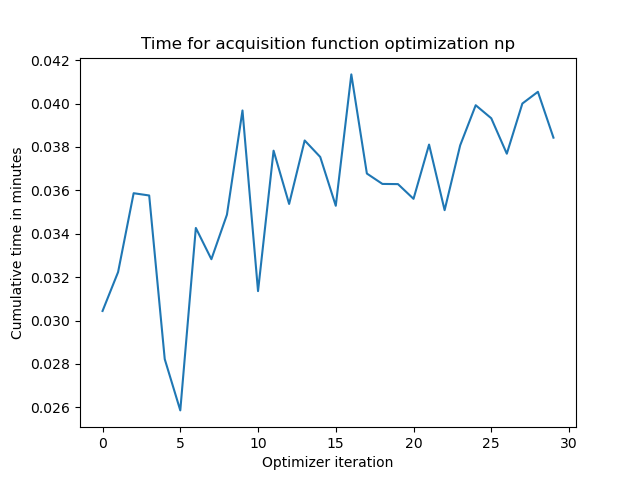 Time for acquisition function optimization np
Cumulative time in minutes
0.042
0.040
0.038
0.036
0.034
0.032
0.030
0.028
0.026
0 5 10 15 20 25 30
Optimizer iteration